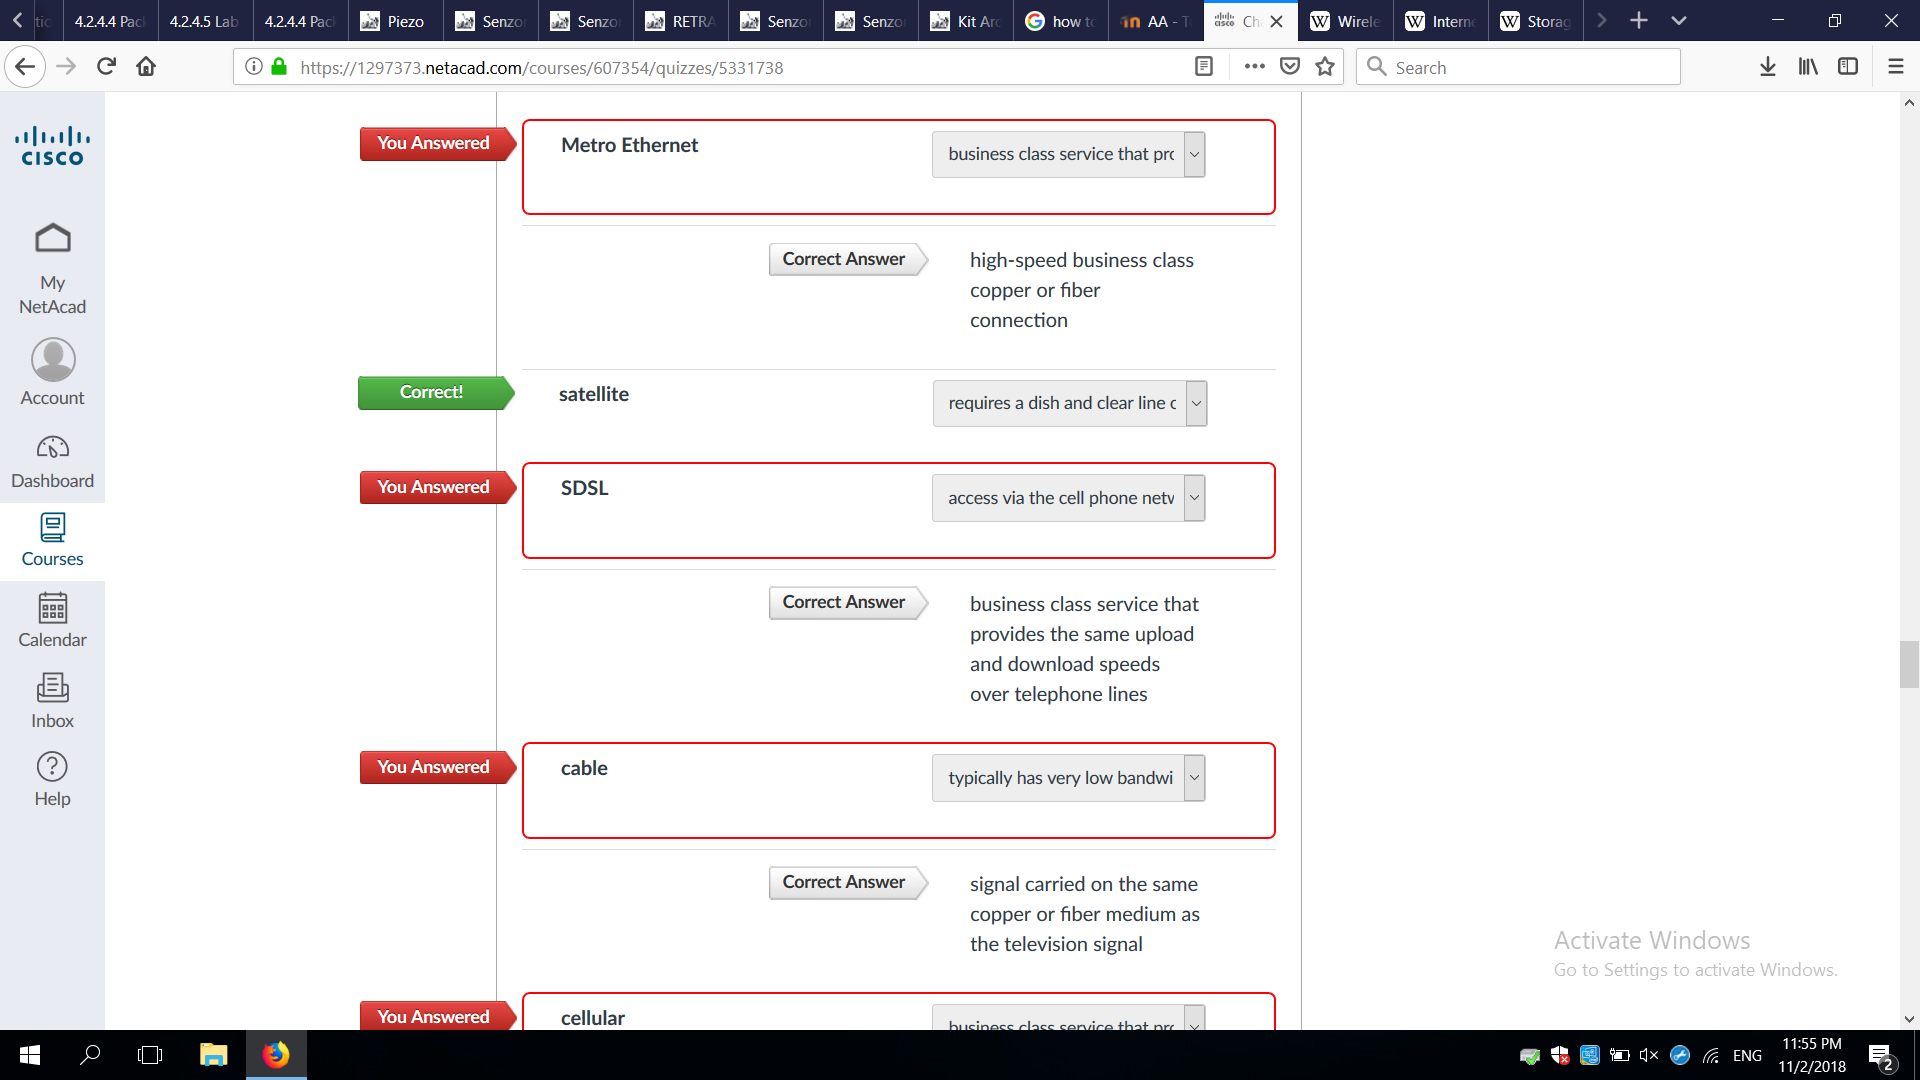 4.2.4.4 Pac
4.2.4.5 Lab
4.2.4.4 Pac
Piezo
Senzo
Senzo
RETRA
Senzo
Senzo
Kit Arc
how to
AA - T
Wirele
Intern
Storag
https://1297373.netacad.com/courses/607354/quizzes/5331738
Search
CISCO
My
NetAcad
Account
Dashboard
Courses
Calendar
Inbox
Help
You Answered
Metro Ethernet
business class service that pro
Correct Answer
high-speed business class
copper or fiber
connection
Correct!
satellite
requires a dish and clear line o
You Answered
SDSL
access via the cell phone netw
Correct Answer
business class service that
provides the same upload
and download speeds
over telephone lines
You Answered
cable
typically has very low bandwi
Correct Answer
signal carried on the same
copper or fiber medium as
the television signal
You Answered
cellular
business class service that pro
Activate Windows
Go to Settings to activate Windows.
ENG
11:55 PM
11/2/2018
2